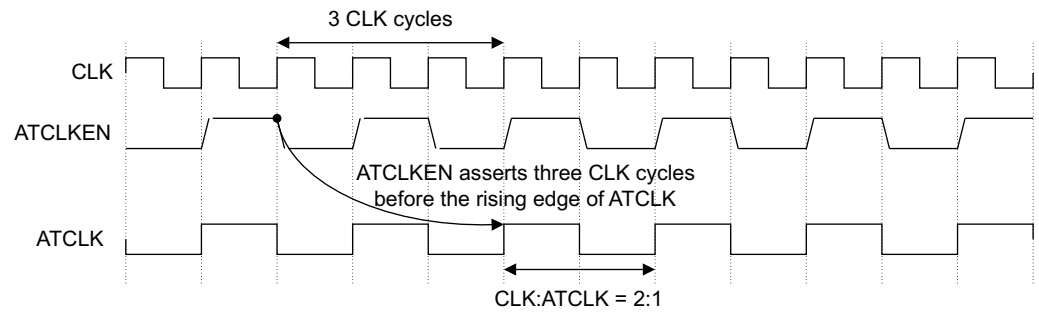 3 CLK cycles
CLK
ATCLKEN
ATCLKEN asserts three CLK cycles
before the rising edge of ATCLK
ATCLK
CLK:ATCLK = 2:1